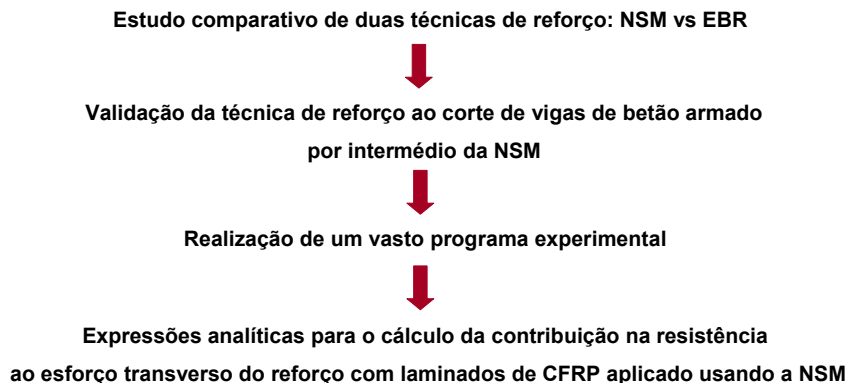 Estudo comparativo de duas técnicas de reforço: NSM vs EBR
Validação da técnica de reforço ao corte de vigas de betão armado
por intermédio da NSM
Realização de um vasto programa experimental
Expressões analíticas para o cálculo da contribuição na resistência
ao esforço transverso do reforço com laminados de CFRP aplicado usando a NSM